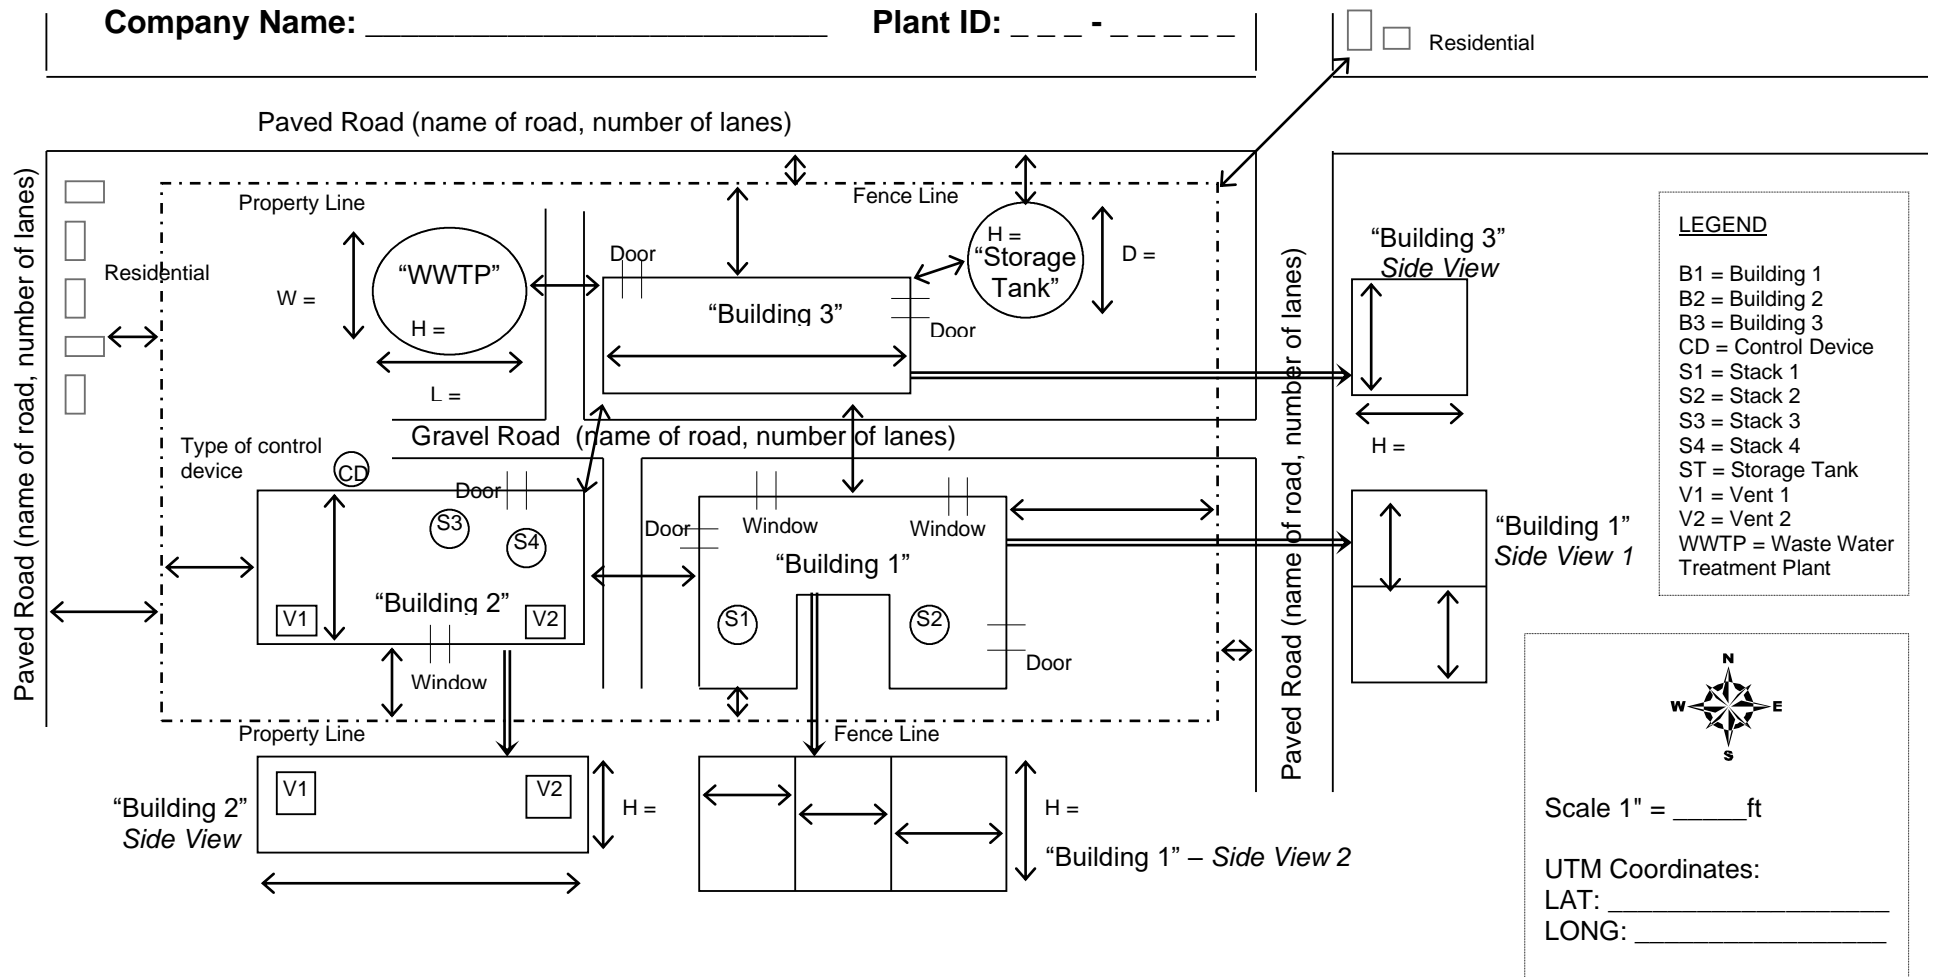 Company Name: ____________________________ Plant ID: _ _ _ - _ _ _ _ _
Residential
Paved Road (name of road, number of lanes)
Paved Road (name of road, number of lanes)
Property Line
Fence Line
Residential
“WWTP”
W =
H =
L =
Door
“Building 3”
Door
H =
“Storage
Tank”
D =
“Building 3”
Side View
H =
Gravel Road (name of road, number of lanes)
Type of control
device
CD
Door
S3
S4
“Building 2”
V1
V2
Window
Door
Window
Window
“Building 1”
S1
S2
Door
Paved Road (name of road, number of lanes)
“Building 1”
Side View 1
Property Line
Fence Line
“Building 2”
Side View
V1
V2
H =
H =
“Building 1” – Side View 2
LEGEND
B1 = Building 1
B2 = Building 2
B3 = Building 3
CD = Control Device
S1 = Stack 1
S2 = Stack 2
S3 = Stack 3
S4 = Stack 4
ST = Storage Tank
V1 = Vent 1
V2 = Vent 2
WWTP = Waste Water
Treatment Plant
N
W E
S
Scale 1" = _____ft
UTM Coordinates:
LAT: ___________________
LONG: _________________